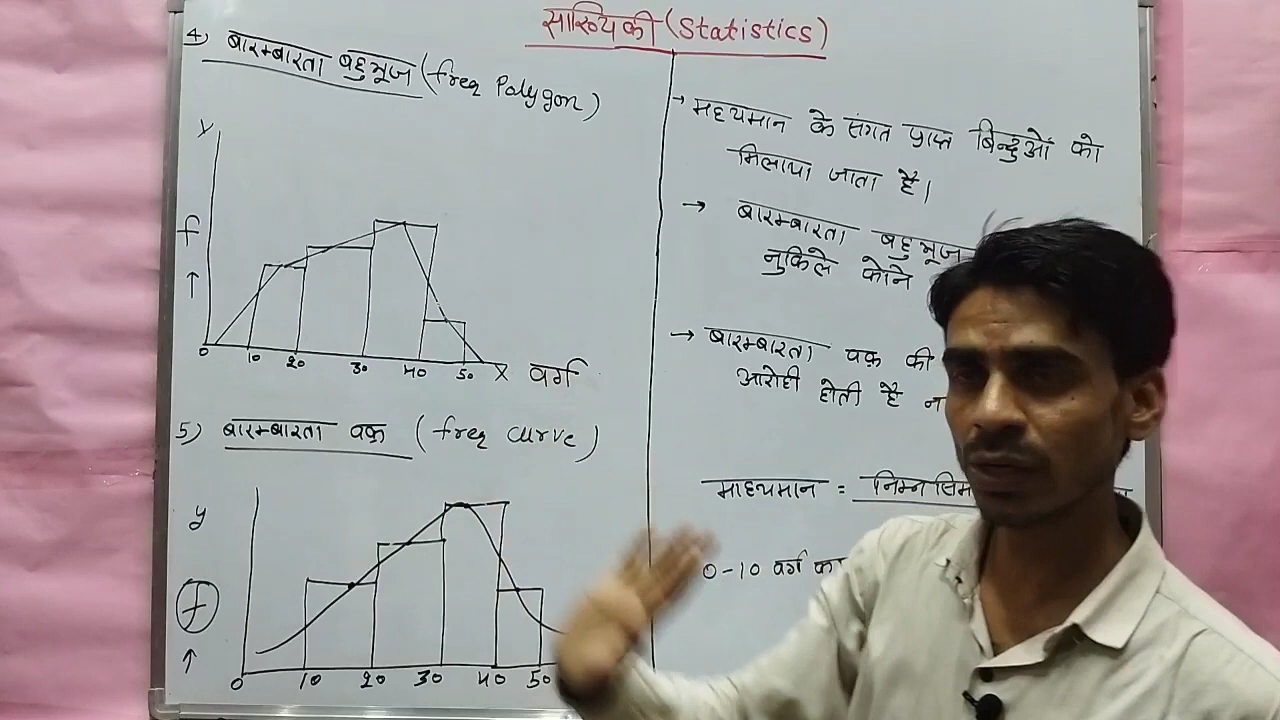 सांख्यिकी (Statistics)
4) बारम्बारता बहुभूज (freq Polygon)
y
f
↑
0 10 20 30 40 50 X वर्ग
5) बारम्बारता वक्र (freq curve)
y
f
↑
0 10 20 30 40 50
→ मध्यमान के संगत प्राप्त बिन्दुओं को
मिलाया जाता है।
→ बारम्बारता बहुभूज
नुकिले कोने
→ बारम्बारता वक्र की
आरोही होती है न
माध्यमान = निम्न
0-10 वर्ग का